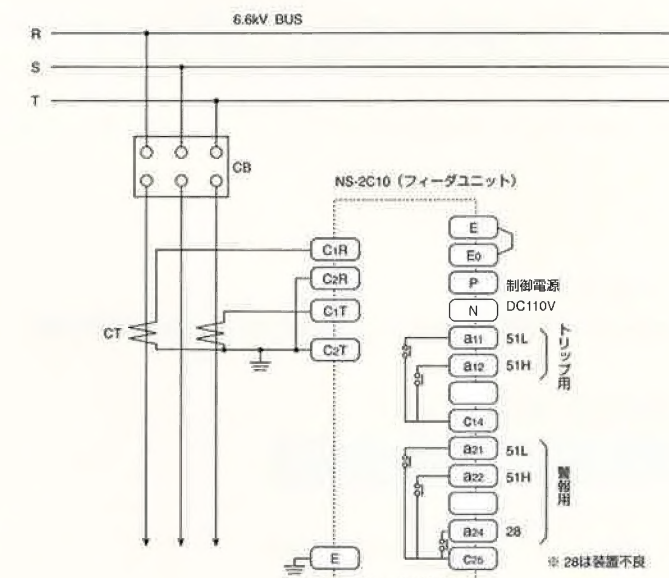 6.6kV BUS
R
S
T
CB
NS-2C10（フィーダユニット）
E
E0
C1R
C2R
P 制御電源
C1T
N DC110V
CT
C2T
a11 51L
a12 51H
トリップ用
C14
a21 51L
a22 51H
警報用
a24 28
E
C25
※ 28は装置不良